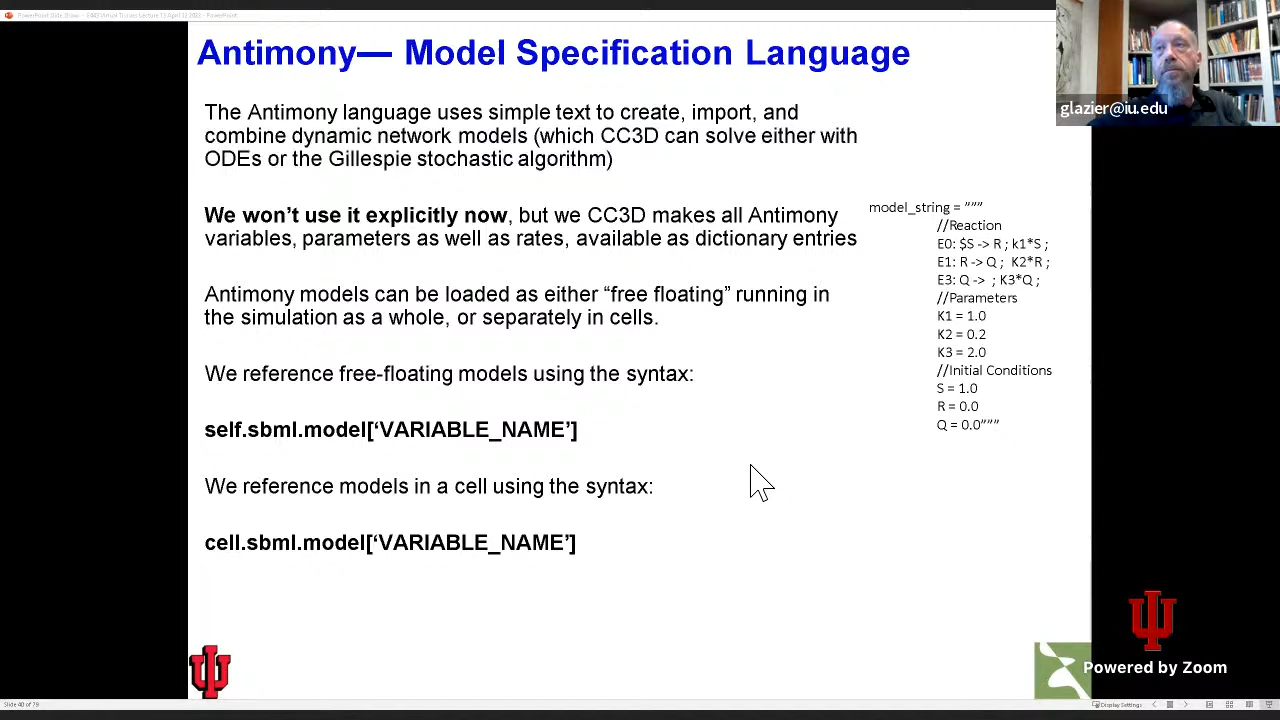 Antimony— Model Specification Language
The Antimony language uses simple text to create, import, and
combine dynamic network models (which CC3D can solve either with
ODEs or the Gillespie stochastic algorithm)
We won’t use it explicitly now, but we CC3D makes all Antimony
variables, parameters as well as rates, available as dictionary entries
Antimony models can be loaded as either “free floating” running in
the simulation as a whole, or separately in cells.
We reference free-floating models using the syntax:
self.sbml.model[‘VARIABLE_NAME’]
We reference models in a cell using the syntax:
cell.sbml.model[‘VARIABLE_NAME’]
model_string = ”””
//Reaction
E0: $S -> R ; k1*S ;
E1: R -> Q ; K2*R ;
E3: Q -> ; K3*Q ;
//Parameters
K1 = 1.0
K2 = 0.2
K3 = 2.0
//Initial Conditions
S = 1.0
R = 0.0
Q = 0.0”””
glazier@iu.edu
Powered by Zoom
Slide 40 of 79
Display Settings